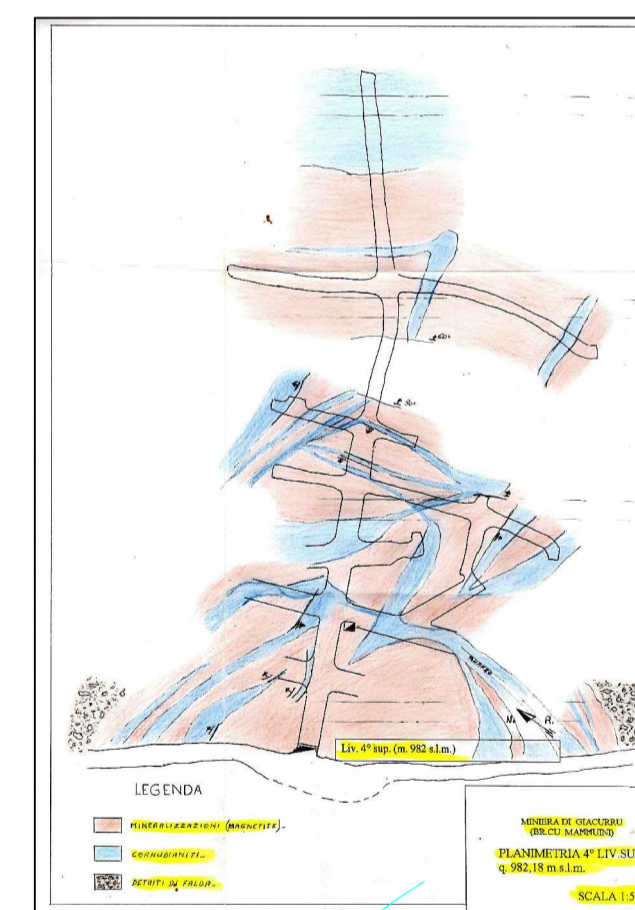 Liv. 4° sup. (m. 982 s.l.m.)
LEGENDA
MINERALIZZAZIONI (MAGNETITE)-
CORNUBIANITI-
DETRITI DI FALDA-
MINIERA DI GIACURRU
(BR.CU MAMMUINI)
PLANIMETRIA 4° LIV.SU
q. 982,18 m.s.l.m.
SCALA 1:5